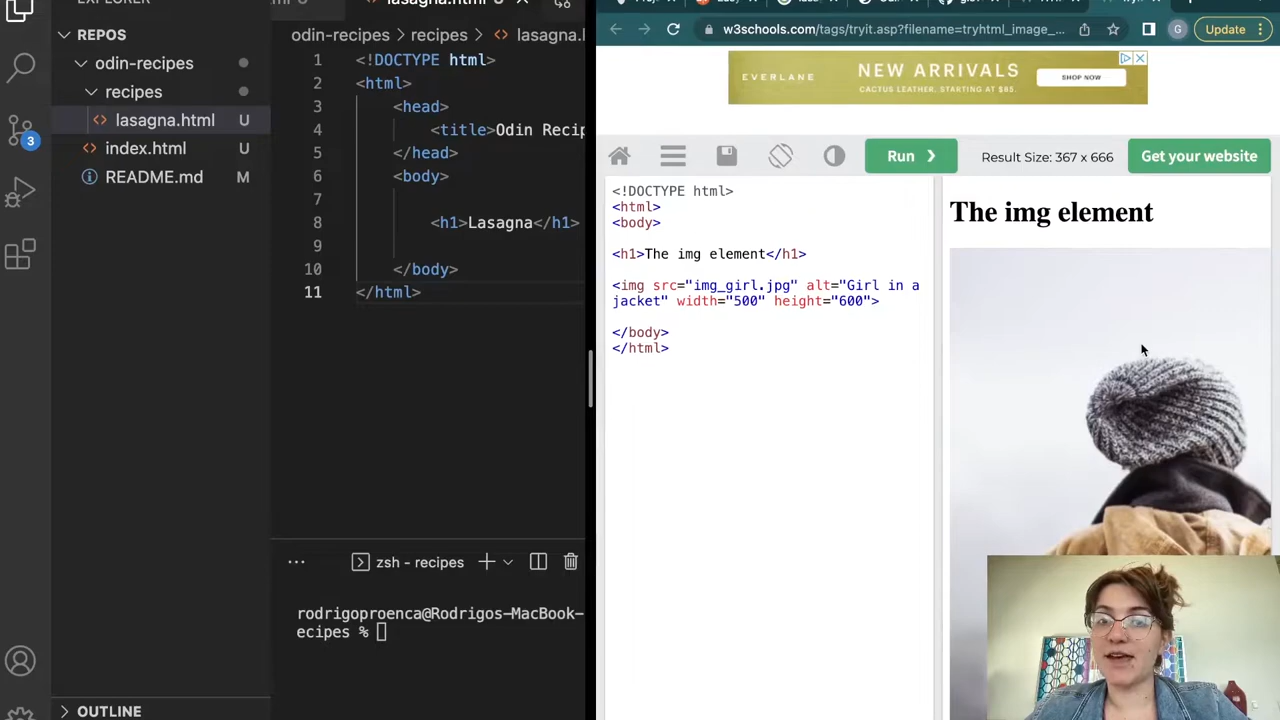 REPOS
odin-recipes
recipes
lasagna.html U
index.html U
README.md M
3
OUTLINE
lasagna.html
odin-recipes > recipes > <> lasagna.
1 <!DOCTYPE html>
2 <html>
3 <head>
4 <title>Odin Recip
5 </head>
6 <body>
7
8 <h1>Lasagna</h1>
9
10 </body>
11 </html>
zsh - recipes
rodrigoproenca@Rodrigos-MacBook-
ecipes %
w3schools.com/tags/tryit.asp?filename=tryhtml_image_...
G
Update
EVERLANE
NEW ARRIVALS
CACTUS LEATHER, STARTING AT $85.
SHOP NOW
Run ❯
Result Size: 367 x 666
Get your website
<!DOCTYPE html>
<html>
<body>
<h1>The img element</h1>
<img src="img_girl.jpg" alt="Girl in a
jacket" width="500" height="600">
</body>
</html>
The img element